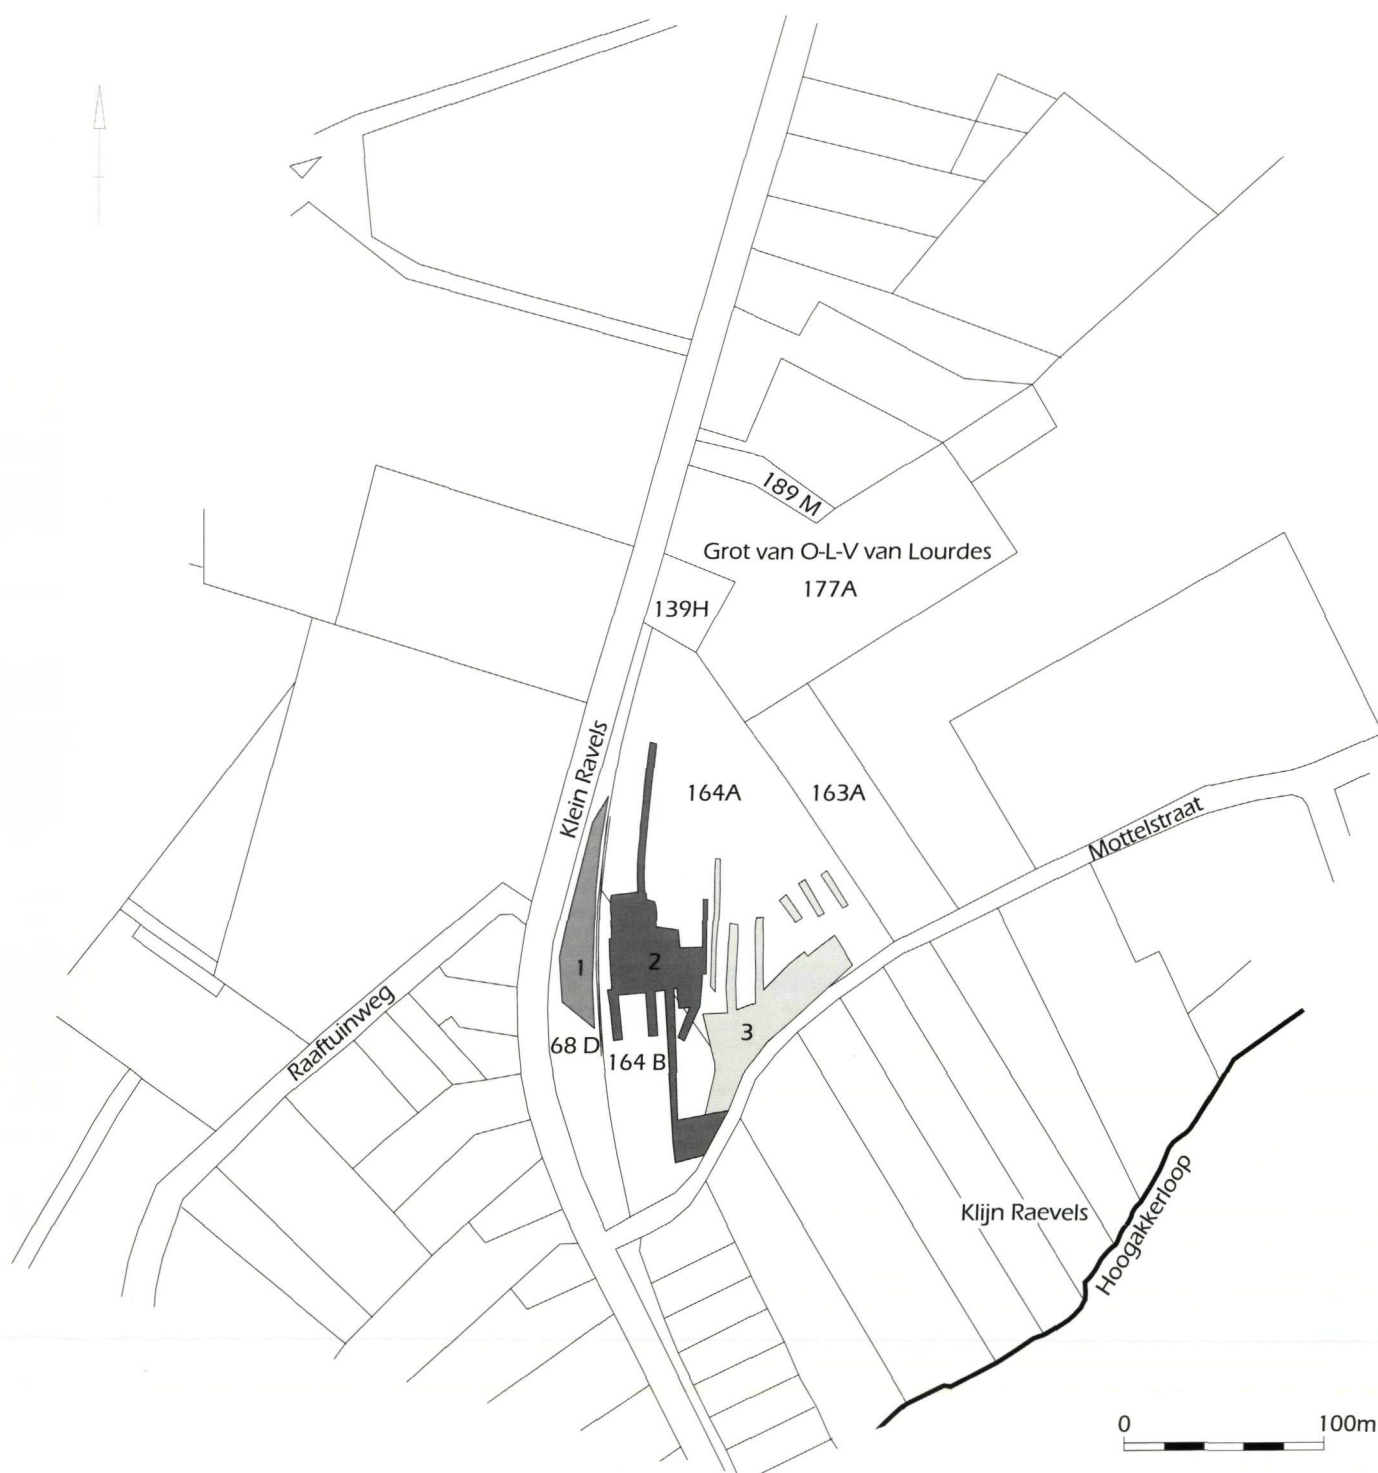 189 M
Grot van O-L-V van Lourdes
177A
139H
Klein Ravels
164A
163A
Mottelstraat
1
2
3
Raaftuinweg
68 D
164 B
Klijn Raevels
Hoogakkerloop
0
100m